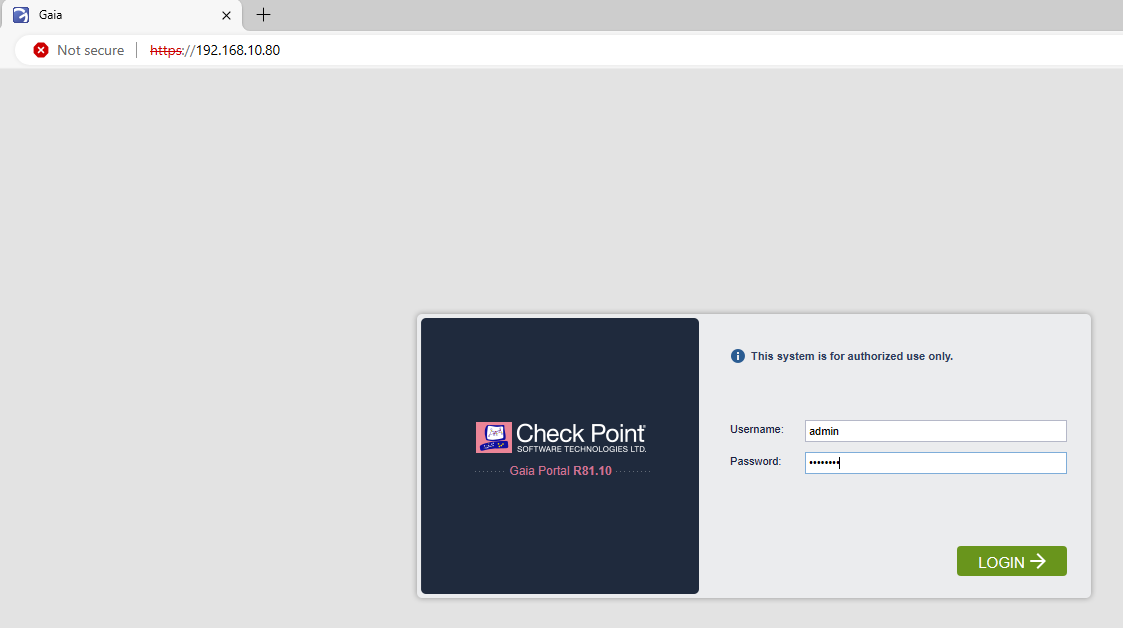 Gaia
Not secure https://192.168.10.80
This system is for authorized use only.
Check Point
SOFTWARE TECHNOLOGIES LTD.
Gaia Portal R81.10
Username: admin
Password: ••••••••
LOGIN